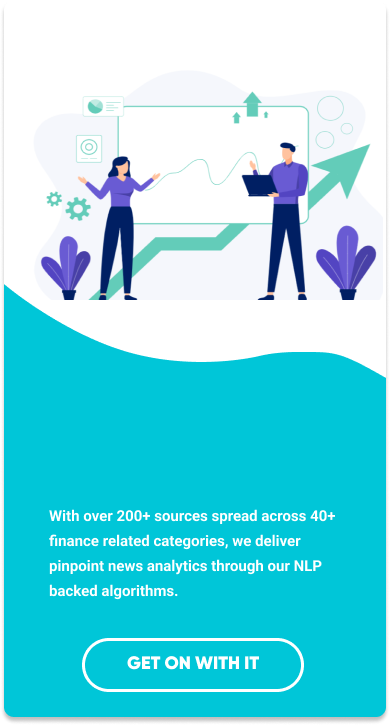 With over 200+ sources spread across 40+
finance related categories, we deliver
pinpoint news analytics through our NLP
backed algorithms.
GET ON WITH IT